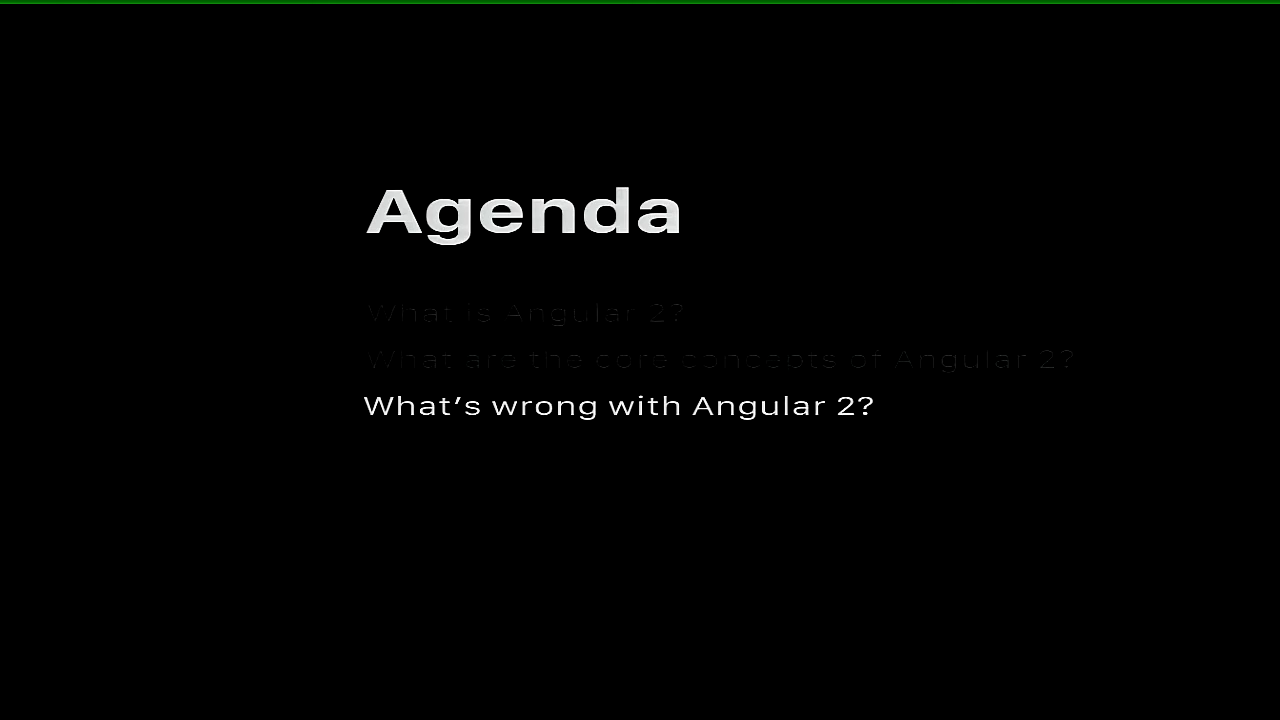 Agenda
What is Angular 2?
What are the core concepts of Angular 2?
What’s wrong with Angular 2?